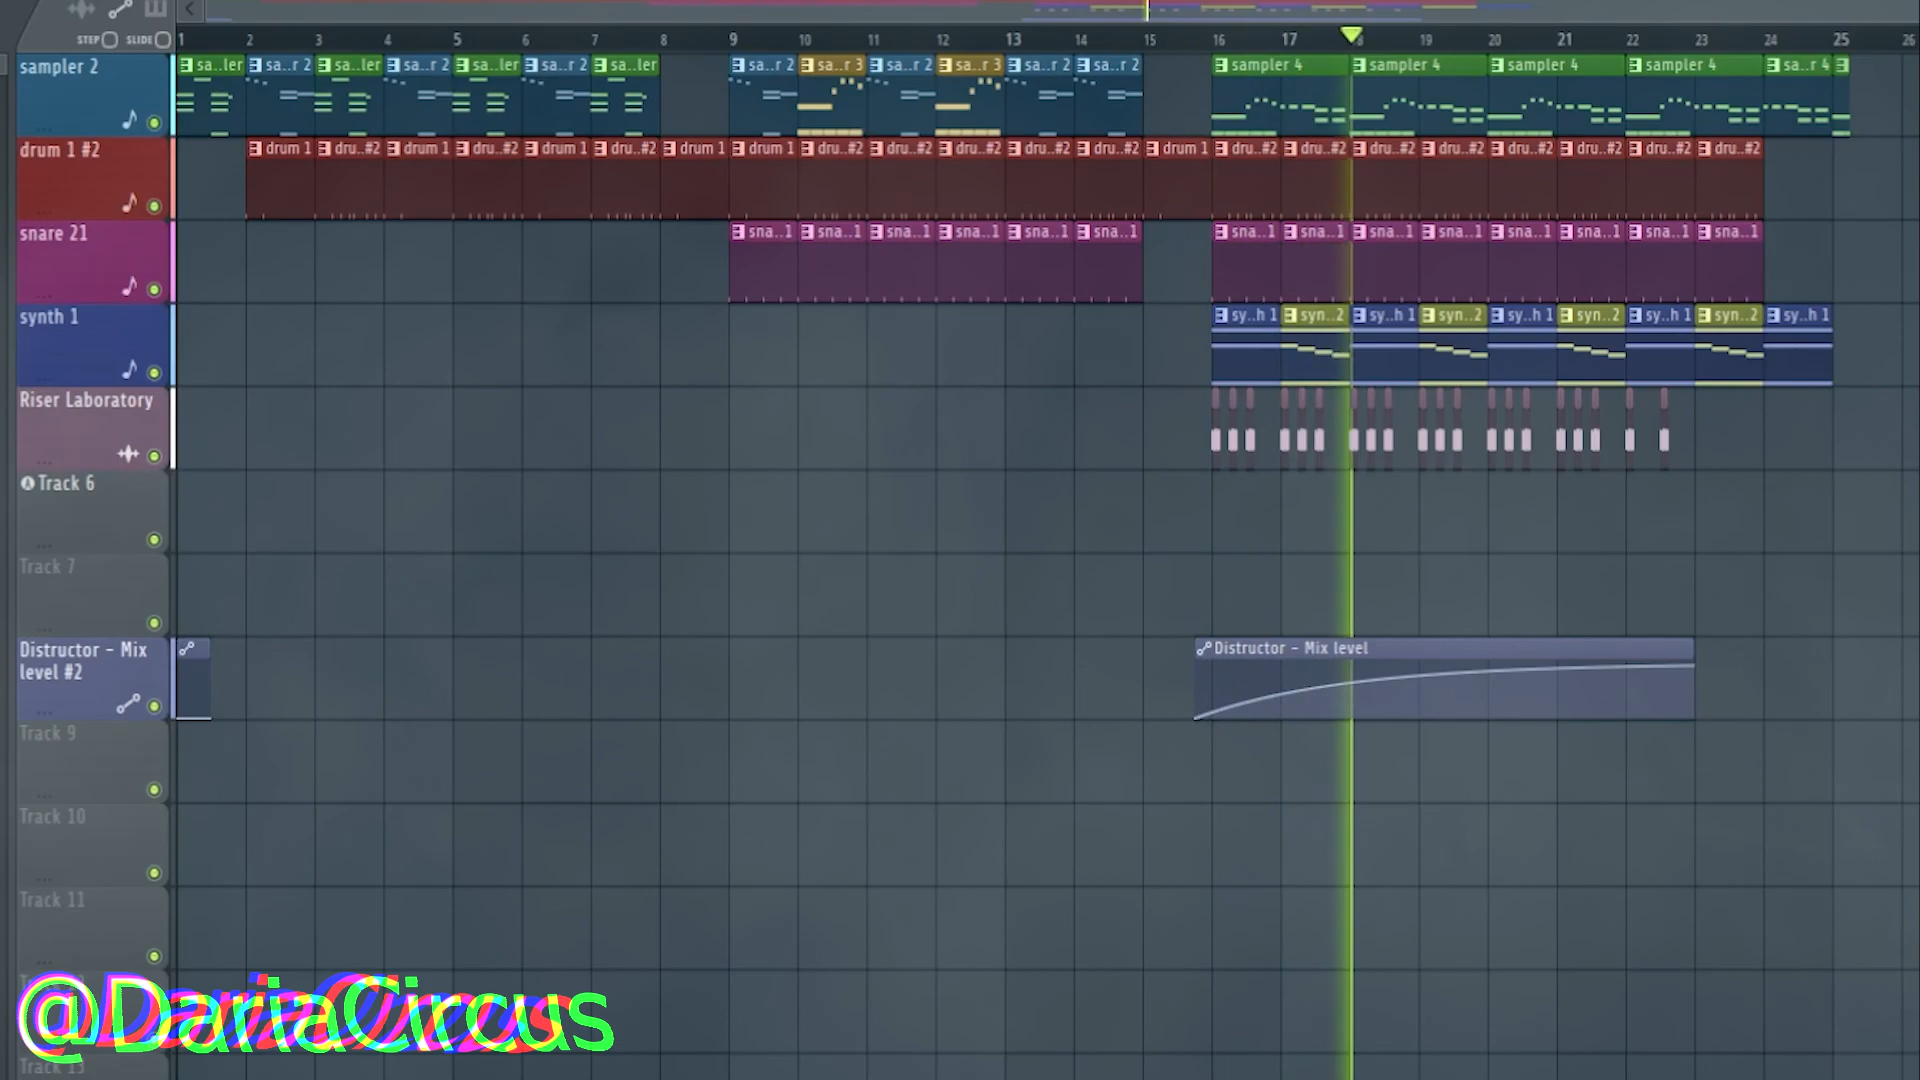 STEP SLIDE 1 2 3 4 5 6 7 8 9 10 11 12 13 14 15 16 17 18 19 20 21 22 23 24 25 26
sampler 2 sa..ler sa..r 2 sa..ler sa..r 2 sa..ler sa..r 2 sa..ler sa..r 2 sa..r 3 sa..r 2 sa..r 3 sa..r 2 sa..r 2 sampler 4 sampler 4 sampler 4 sampler 4 sa..r 4
drum 1 #2 drum 1 dru..#2 drum 1 dru..#2 drum 1 dru..#2 drum 1 drum 1 dru..#2 dru..#2 dru..#2 dru..#2 dru..#2 drum 1 dru..#2 dru..#2 dru..#2 dru..#2 dru..#2 dru..#2 dru..#2 dru..#2
snare 21 sna..1 sna..1 sna..1 sna..1 sna..1 sna..1 sna..1 sna..1 sna..1 sna..1 sna..1 sna..1 sna..1 sna..1
synth 1 sy..h 1 syn..2 sy..h 1 syn..2 sy..h 1 syn..2 sy..h 1 syn..2 sy..h 1
Riser Laboratory
Track 6
Track 7
Distructor - Mix level #2 Distructor - Mix level
Track 9
Track 10
Track 11
@DariaCircus
Track 13